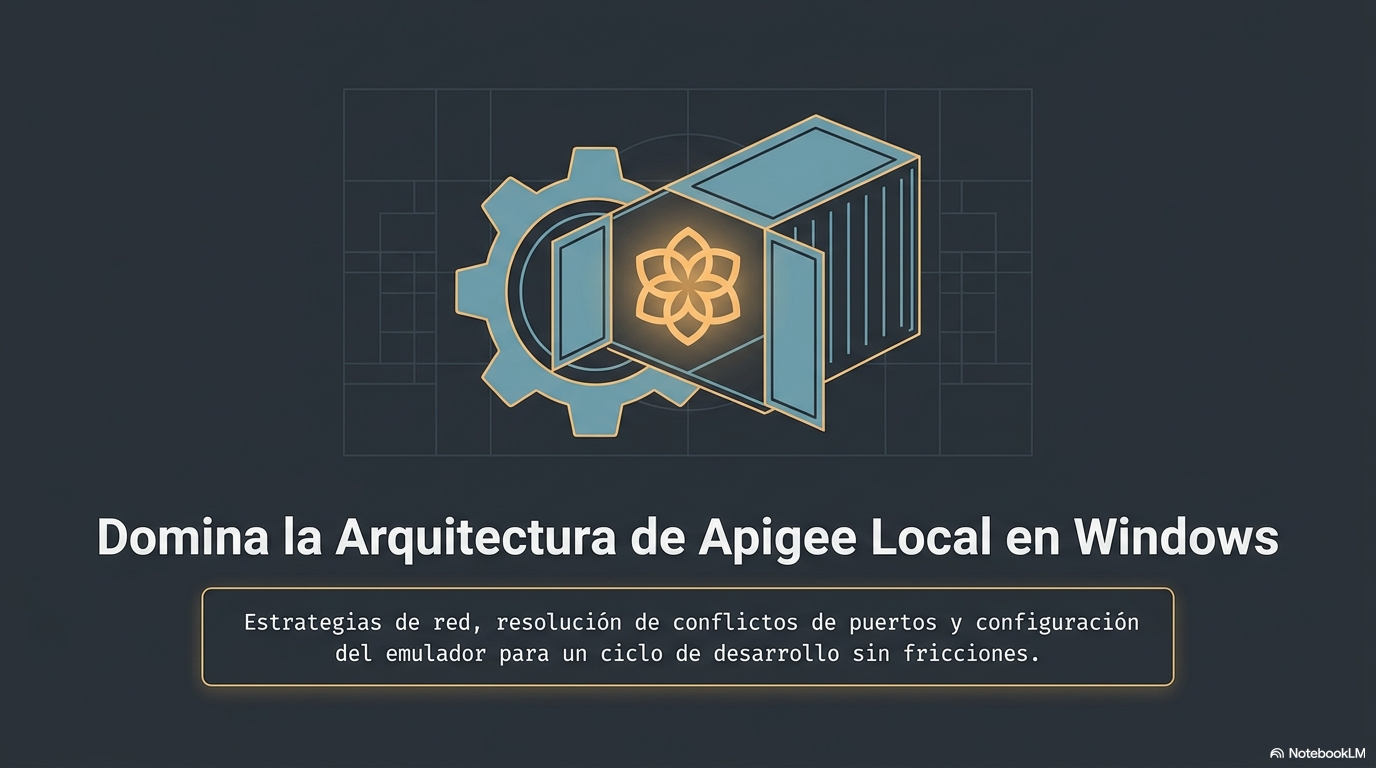 Domina la Arquitectura de Apigee Local en Windows
Estrategias de red, resolución de conflictos de puertos y configuración
del emulador para un ciclo de desarrollo sin fricciones.
NotebookLM